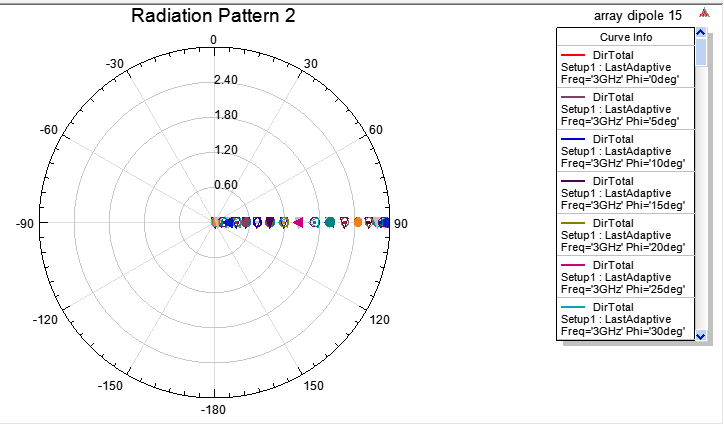 Radiation Pattern 2
array dipole 15
0
-30
30
2.40
1.80
-60
60
1.20
0.60
-90
90
-120
120
-150
150
-180
Curve Info
DirTotal
Setup1 : LastAdaptive
Freq='3GHz' Phi='0deg'
DirTotal
Setup1 : LastAdaptive
Freq='3GHz' Phi='5deg'
DirTotal
Setup1 : LastAdaptive
Freq='3GHz' Phi='10deg'
DirTotal
Setup1 : LastAdaptive
Freq='3GHz' Phi='15deg'
DirTotal
Setup1 : LastAdaptive
Freq='3GHz' Phi='20deg'
DirTotal
Setup1 : LastAdaptive
Freq='3GHz' Phi='25deg'
DirTotal
Setup1 : LastAdaptive
Freq='3GHz' Phi='30deg'